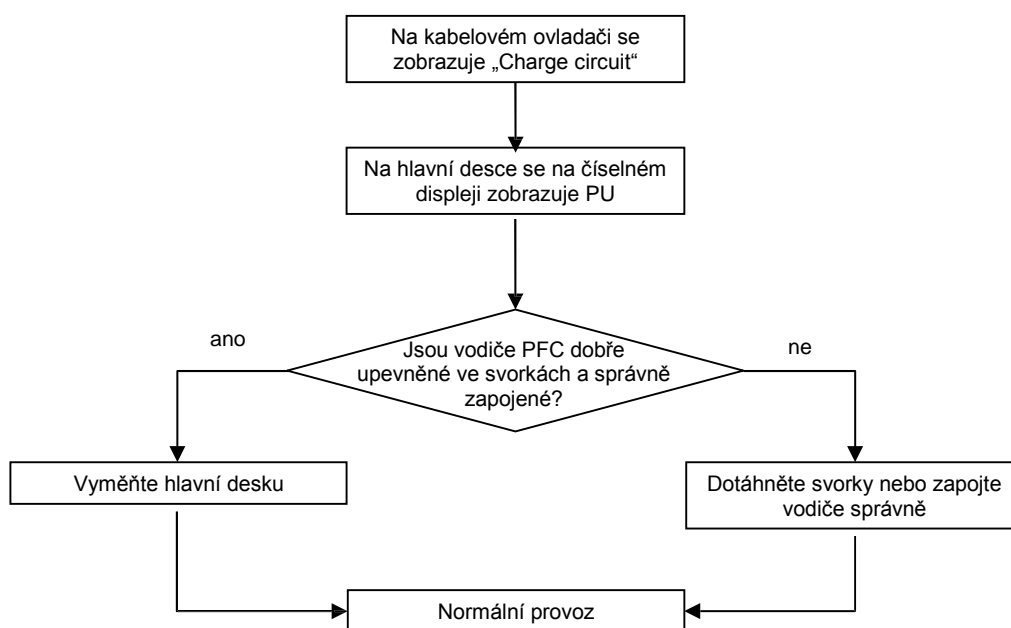 Na kabelovém ovladači se
zobrazuje „Charge circuit“
Na hlavní desce se na číselném
displeji zobrazuje PU
ano
ne
Jsou vodiče PFC dobře
upevněné ve svorkách a správně
zapojené?
Vyměňte hlavní desku
Dotáhněte svorky nebo zapojte
vodiče správně
Normální provoz